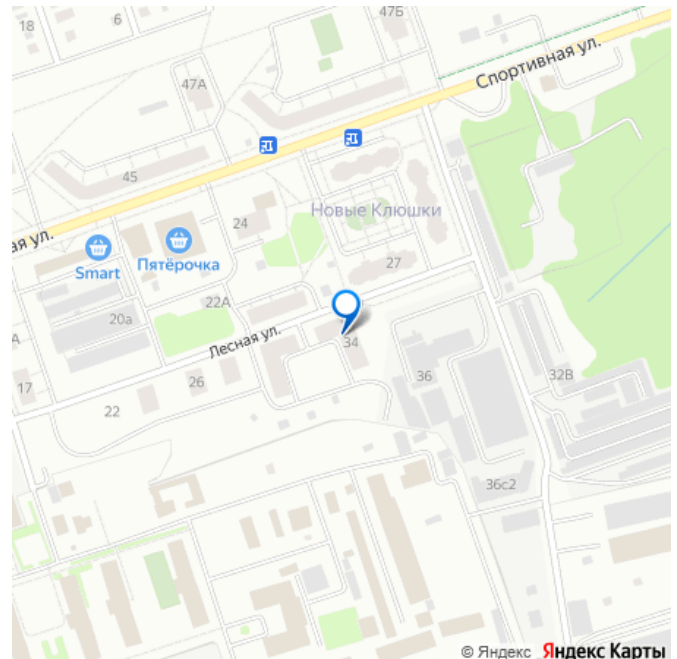 47Б
18
6
Спортивная ул.
47А
45
24
Новые Клюшки
ая ул.
Smart
Пятёрочка
27
22А
20а
Лесная ул.
34
17
26
36
32В
22
36с2
© Яндекс Яндекс Карты